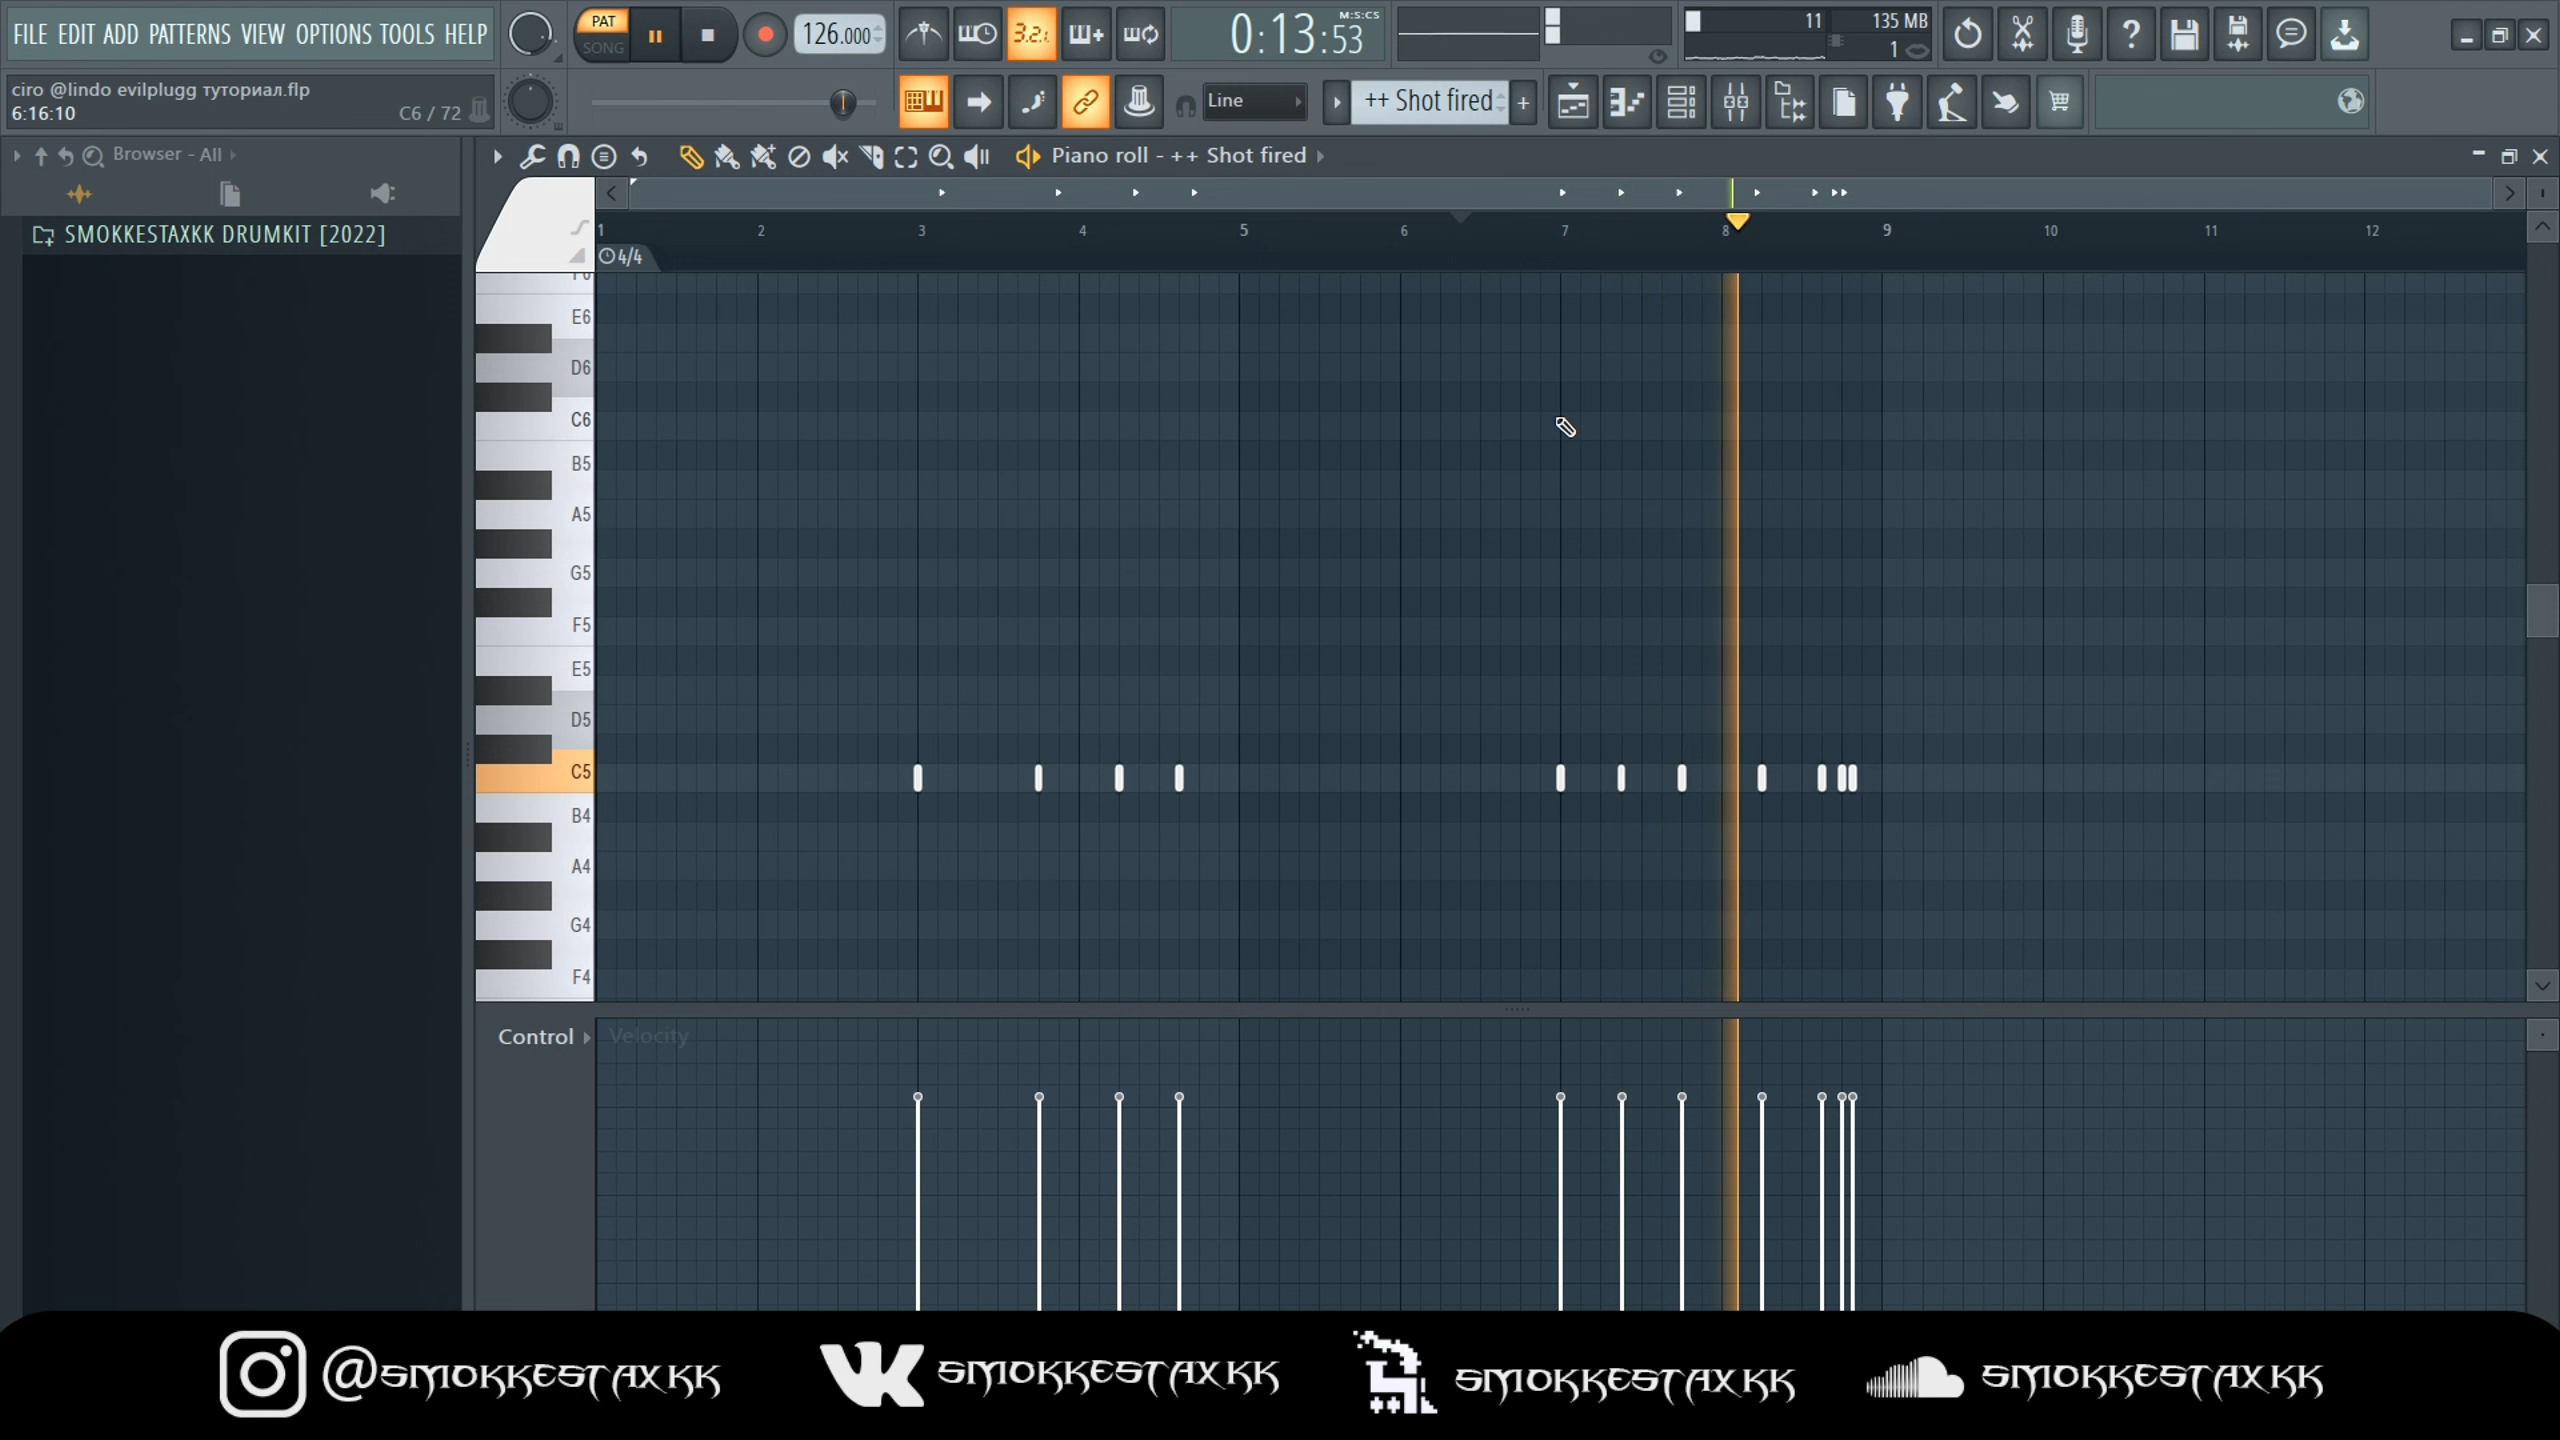 FILE EDIT ADD PATTERNS VIEW OPTIONS TOOLS HELP
PAT
SONG
126.000
3.2.
0:13:53
M:S:CS
11
135 MB
1
?
ciro @lindo evilplugg туториал.flp
6:16:10
C6 / 72
Line
++ Shot fired
+
Browser - All
Piano roll - ++ Shot fired
SMOKKESTAXKK DRUMKIT [2022]
1 2 3 4 5 6 7 8 9 10 11 12
4/4
E6
D6
C6
B5
A5
G5
F5
E5
D5
C5
B4
A4
G4
F4
Control
Velocity
@SMOKKESTAXKK
SMOKKESTAXKK
SMOKKESTAXKK
SMOKKESTAXKK